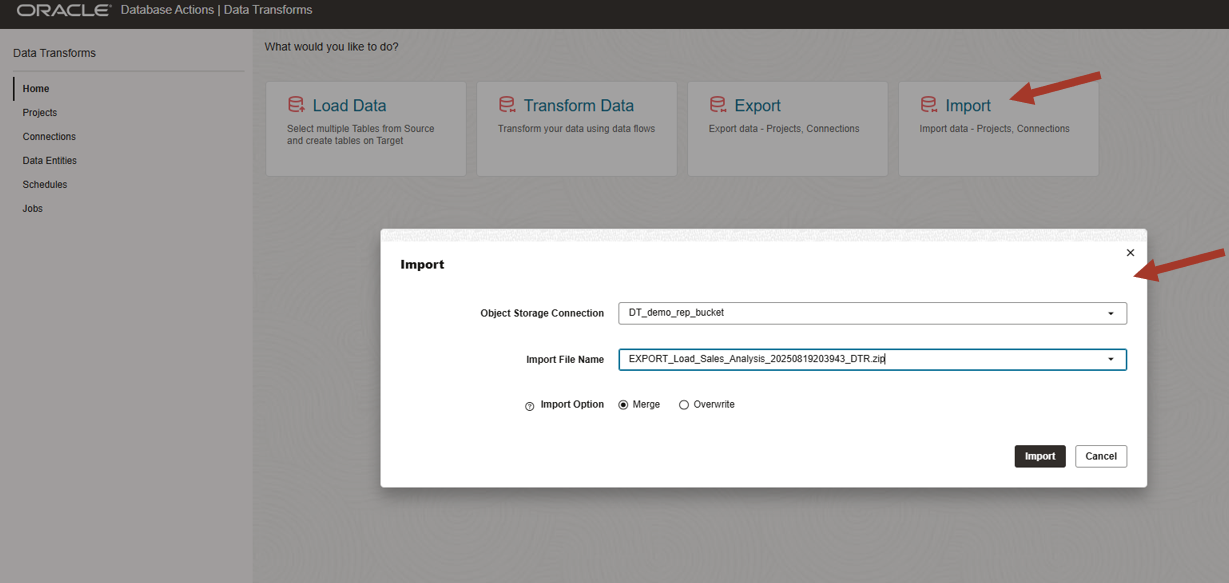 ORACLE Database Actions | Data Transforms
Data Transforms
Home
Projects
Connections
Data Entities
Schedules
Jobs
What would you like to do?
Load Data
Select multiple Tables from Source
and create tables on Target
Transform Data
Transform your data using data flows
Export
Export data - Projects, Connections
Import
Import data - Projects, Connections
Import
Object Storage Connection
DT_demo_rep_bucket
Import File Name
EXPORT_Load_Sales_Analysis_20250819203943_DTR.zip
Import Option
Merge
Overwrite
Import
Cancel